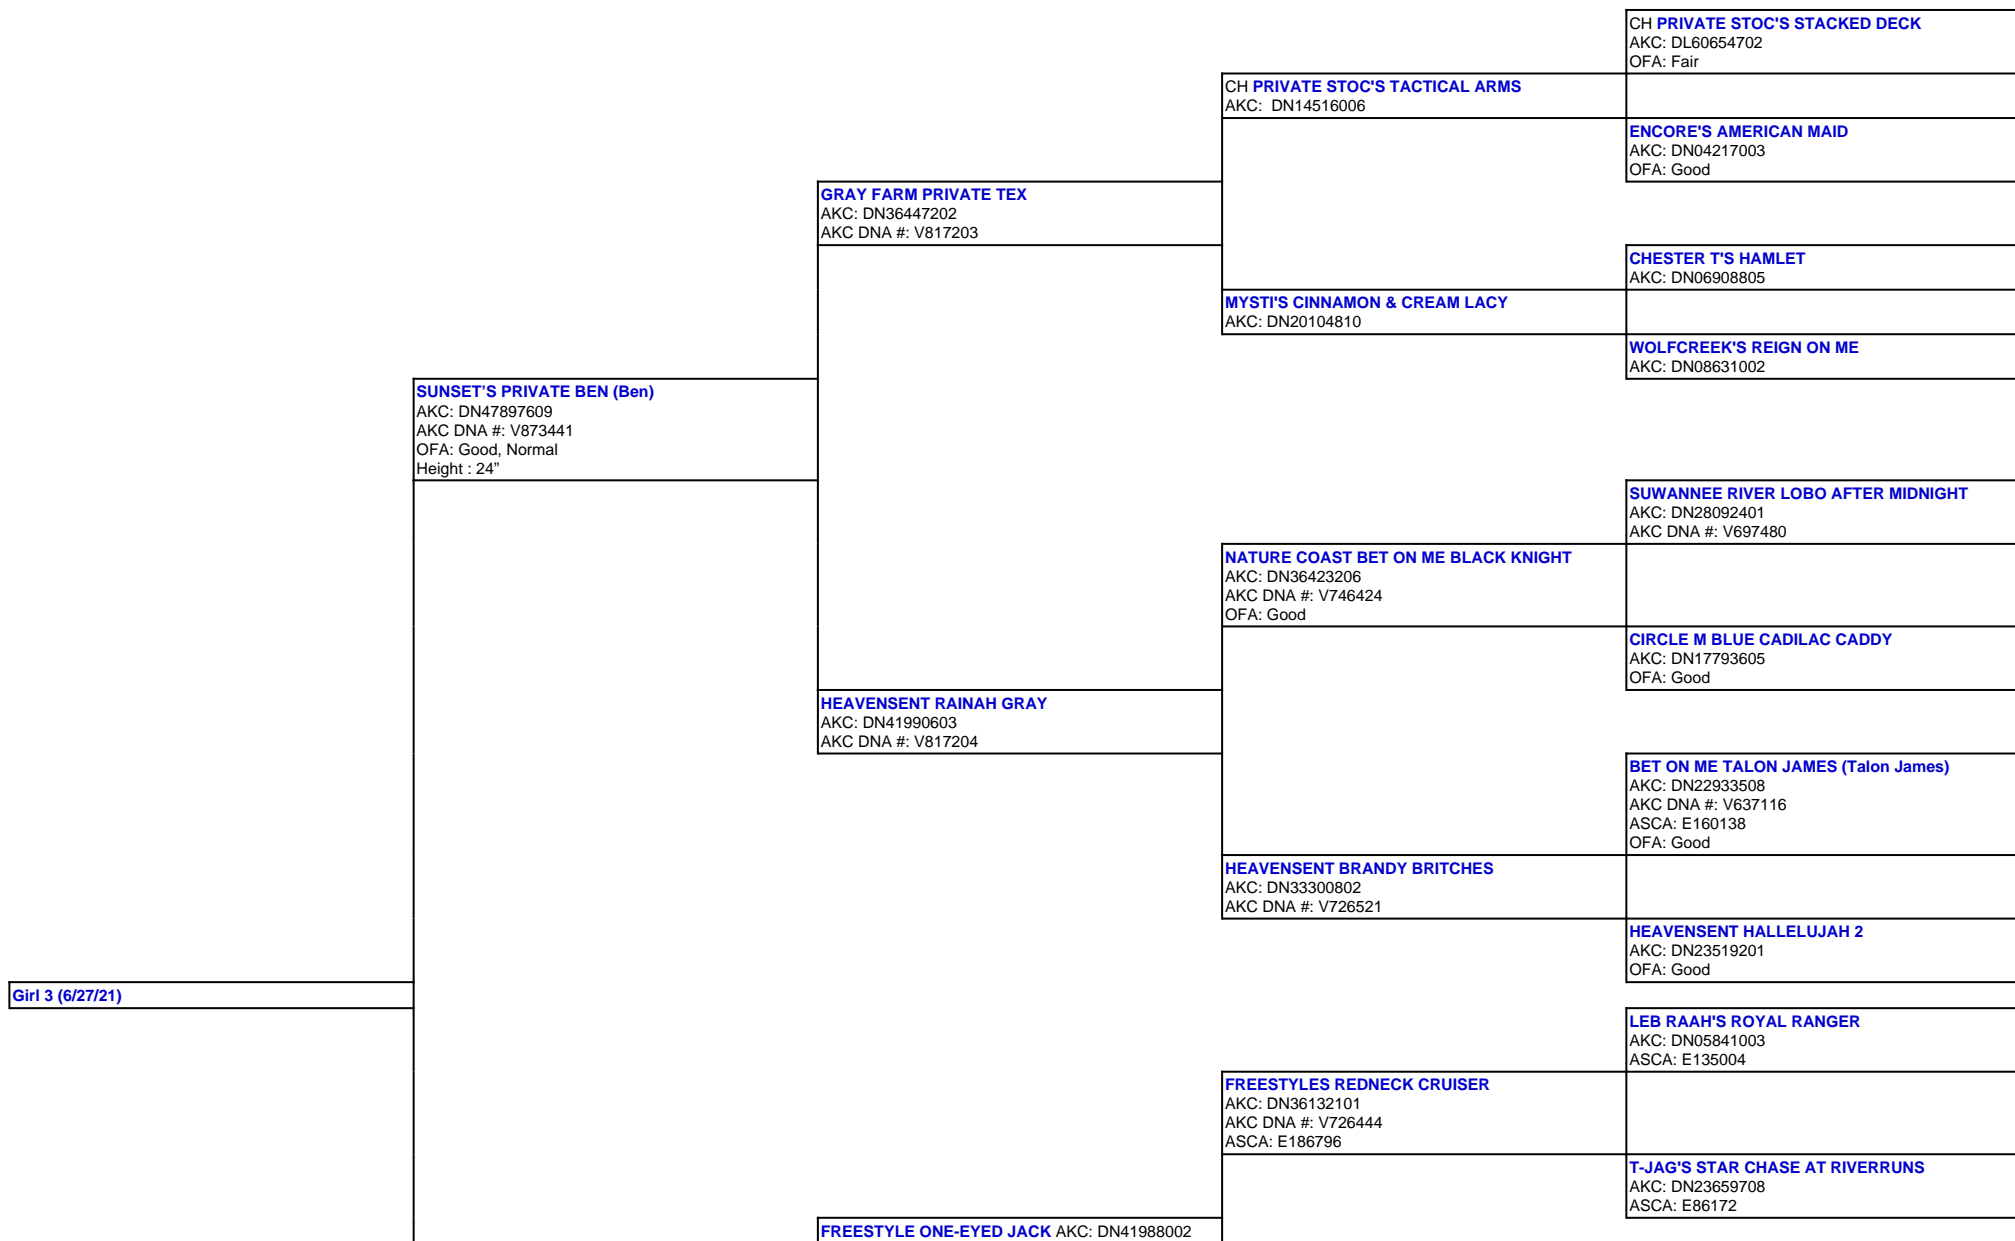 CH PRIVATE STOC'S STACKED DECK
AKC: DL60654702
OFA: Fair
CH PRIVATE STOC'S TACTICAL ARMS
AKC:  DN14516006
ENCORE'S AMERICAN MAID
AKC: DN04217003
OFA: Good
GRAY FARM PRIVATE TEX
AKC: DN36447202
AKC DNA #: V817203
CHESTER T'S HAMLET
AKC: DN06908805
MYSTI'S CINNAMON & CREAM LACY
AKC: DN20104810
WOLFCREEK'S REIGN ON ME
AKC: DN08631002
SUNSET’S PRIVATE BEN (Ben)
AKC: DN47897609
AKC DNA #: V873441
OFA: Good, Normal
Height : 24”
SUWANNEE RIVER LOBO AFTER MIDNIGHT
AKC: DN28092401
AKC DNA #: V697480
NATURE COAST BET ON ME BLACK KNIGHT
AKC: DN36423206
AKC DNA #: V746424
OFA: Good
CIRCLE M BLUE CADILAC CADDY
AKC: DN17793605
OFA: Good
HEAVENSENT RAINAH GRAY
AKC: DN41990603
AKC DNA #: V817204
BET ON ME TALON JAMES (Talon James)
AKC: DN22933508
AKC DNA #: V637116
ASCA: E160138
OFA: Good
HEAVENSENT BRANDY BRITCHES
AKC: DN33300802
AKC DNA #: V726521
HEAVENSENT HALLELUJAH 2
AKC: DN23519201
OFA: Good
Girl 3 (6/27/21)
LEB RAAH'S ROYAL RANGER
AKC: DN05841003
ASCA: E135004
FREESTYLES REDNECK CRUISER
AKC: DN36132101
AKC DNA #: V726444
ASCA: E186796
T-JAG'S STAR CHASE AT RIVERRUNS
AKC: DN23659708
ASCA: E86172
FREESTYLE ONE-EYED JACK AKC: DN41988002